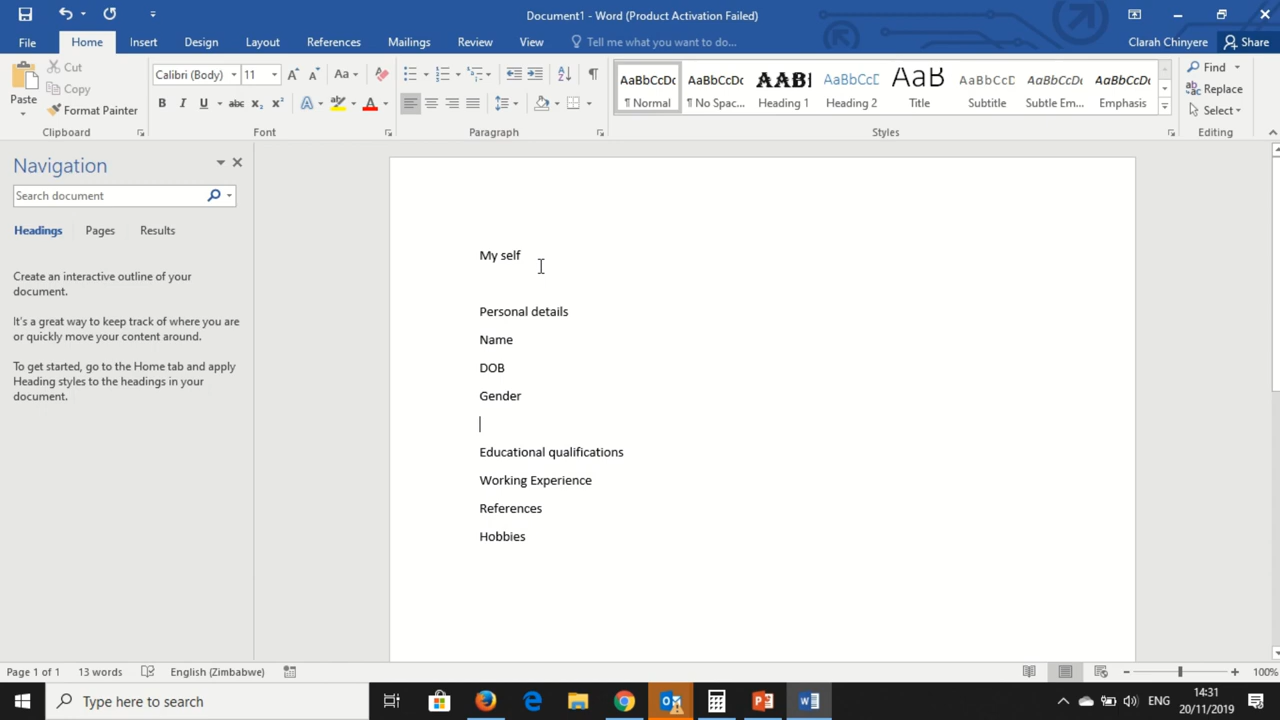 Document1 - Word (Product Activation Failed)
File Home Insert Design Layout References Mailings Review View Tell me what you want to do... Clarah Chinyere Share
Paste
Cut
Copy
Format Painter
Clipboard
Calibri (Body) 11
Font
Paragraph
AaBbCcDc AaBbCcDc AABI AaBbCcD AaB AaBbCcD AaBbCcDc AaBbCcDc
¶ Normal ¶ No Spac... Heading 1 Heading 2 Title Subtitle Subtle Em... Emphasis
Styles
Find
Replace
Select
Editing
Navigation
Search document
Headings Pages Results
Create an interactive outline of your
document.
It's a great way to keep track of where you are
or quickly move your content around.
To get started, go to the Home tab and apply
Heading styles to the headings in your
document.
My self
Personal details
Name
DOB
Gender
Educational qualifications
Working Experience
References
Hobbies
Page 1 of 1 13 words English (Zimbabwe) 100%
Type here to search
ENG
14:31
20/11/2019